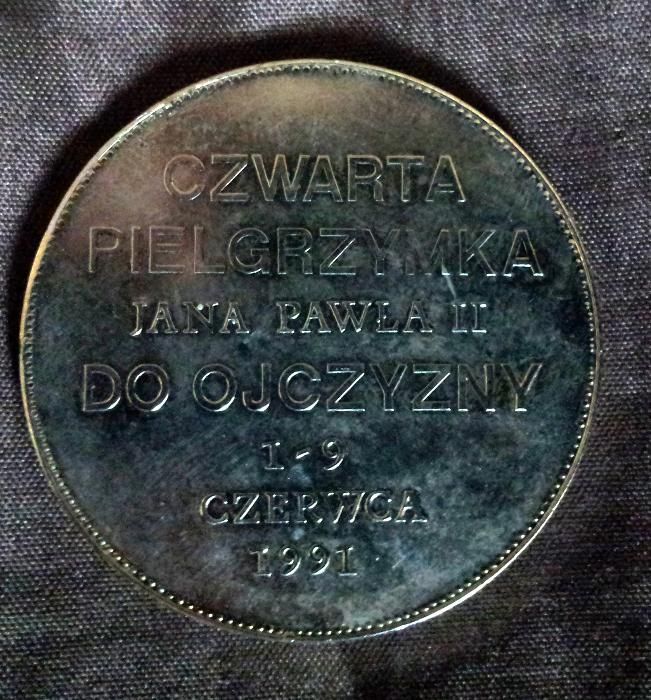 CZWARTA
PIELGRZYMKA
JANA PAWŁA II
DO OJCZYZNY
1-9
CZERWCA
1991